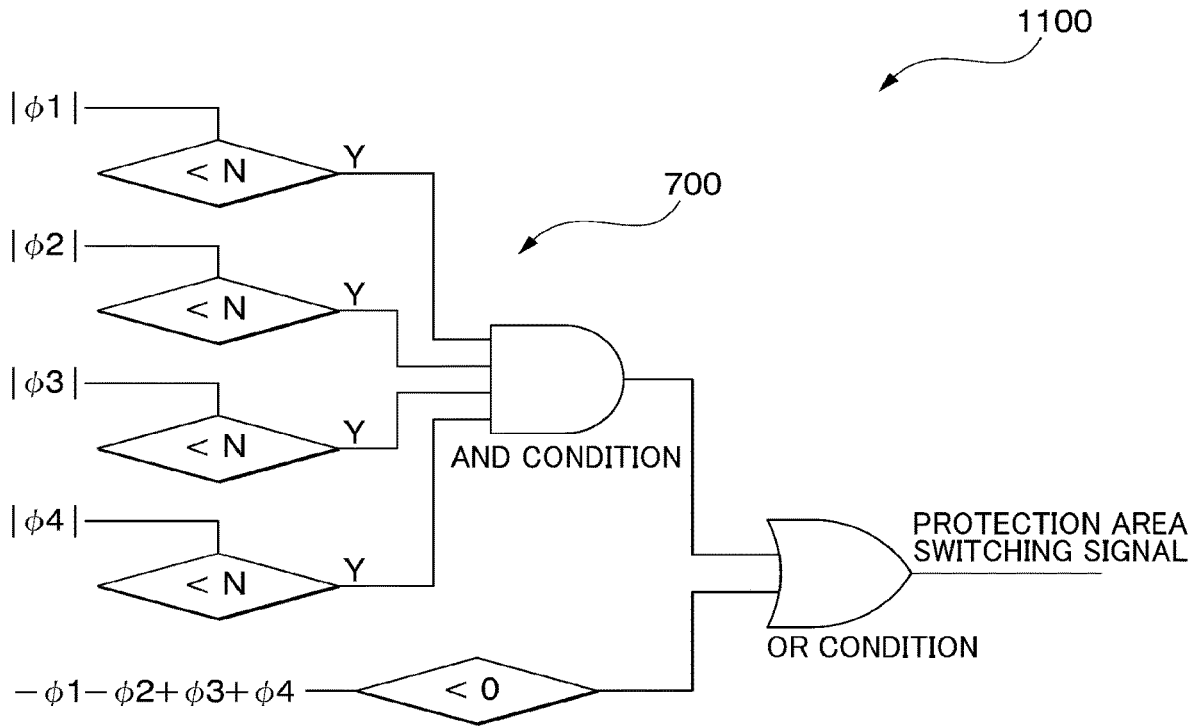 1100
|ϕ1|
< N
Y
700
|ϕ2|
< N
Y
|ϕ3|
< N
Y
AND CONDITION
|ϕ4|
< N
Y
PROTECTION AREA
SWITCHING SIGNAL
OR CONDITION
−ϕ1−ϕ2+ϕ3+ϕ4
< 0